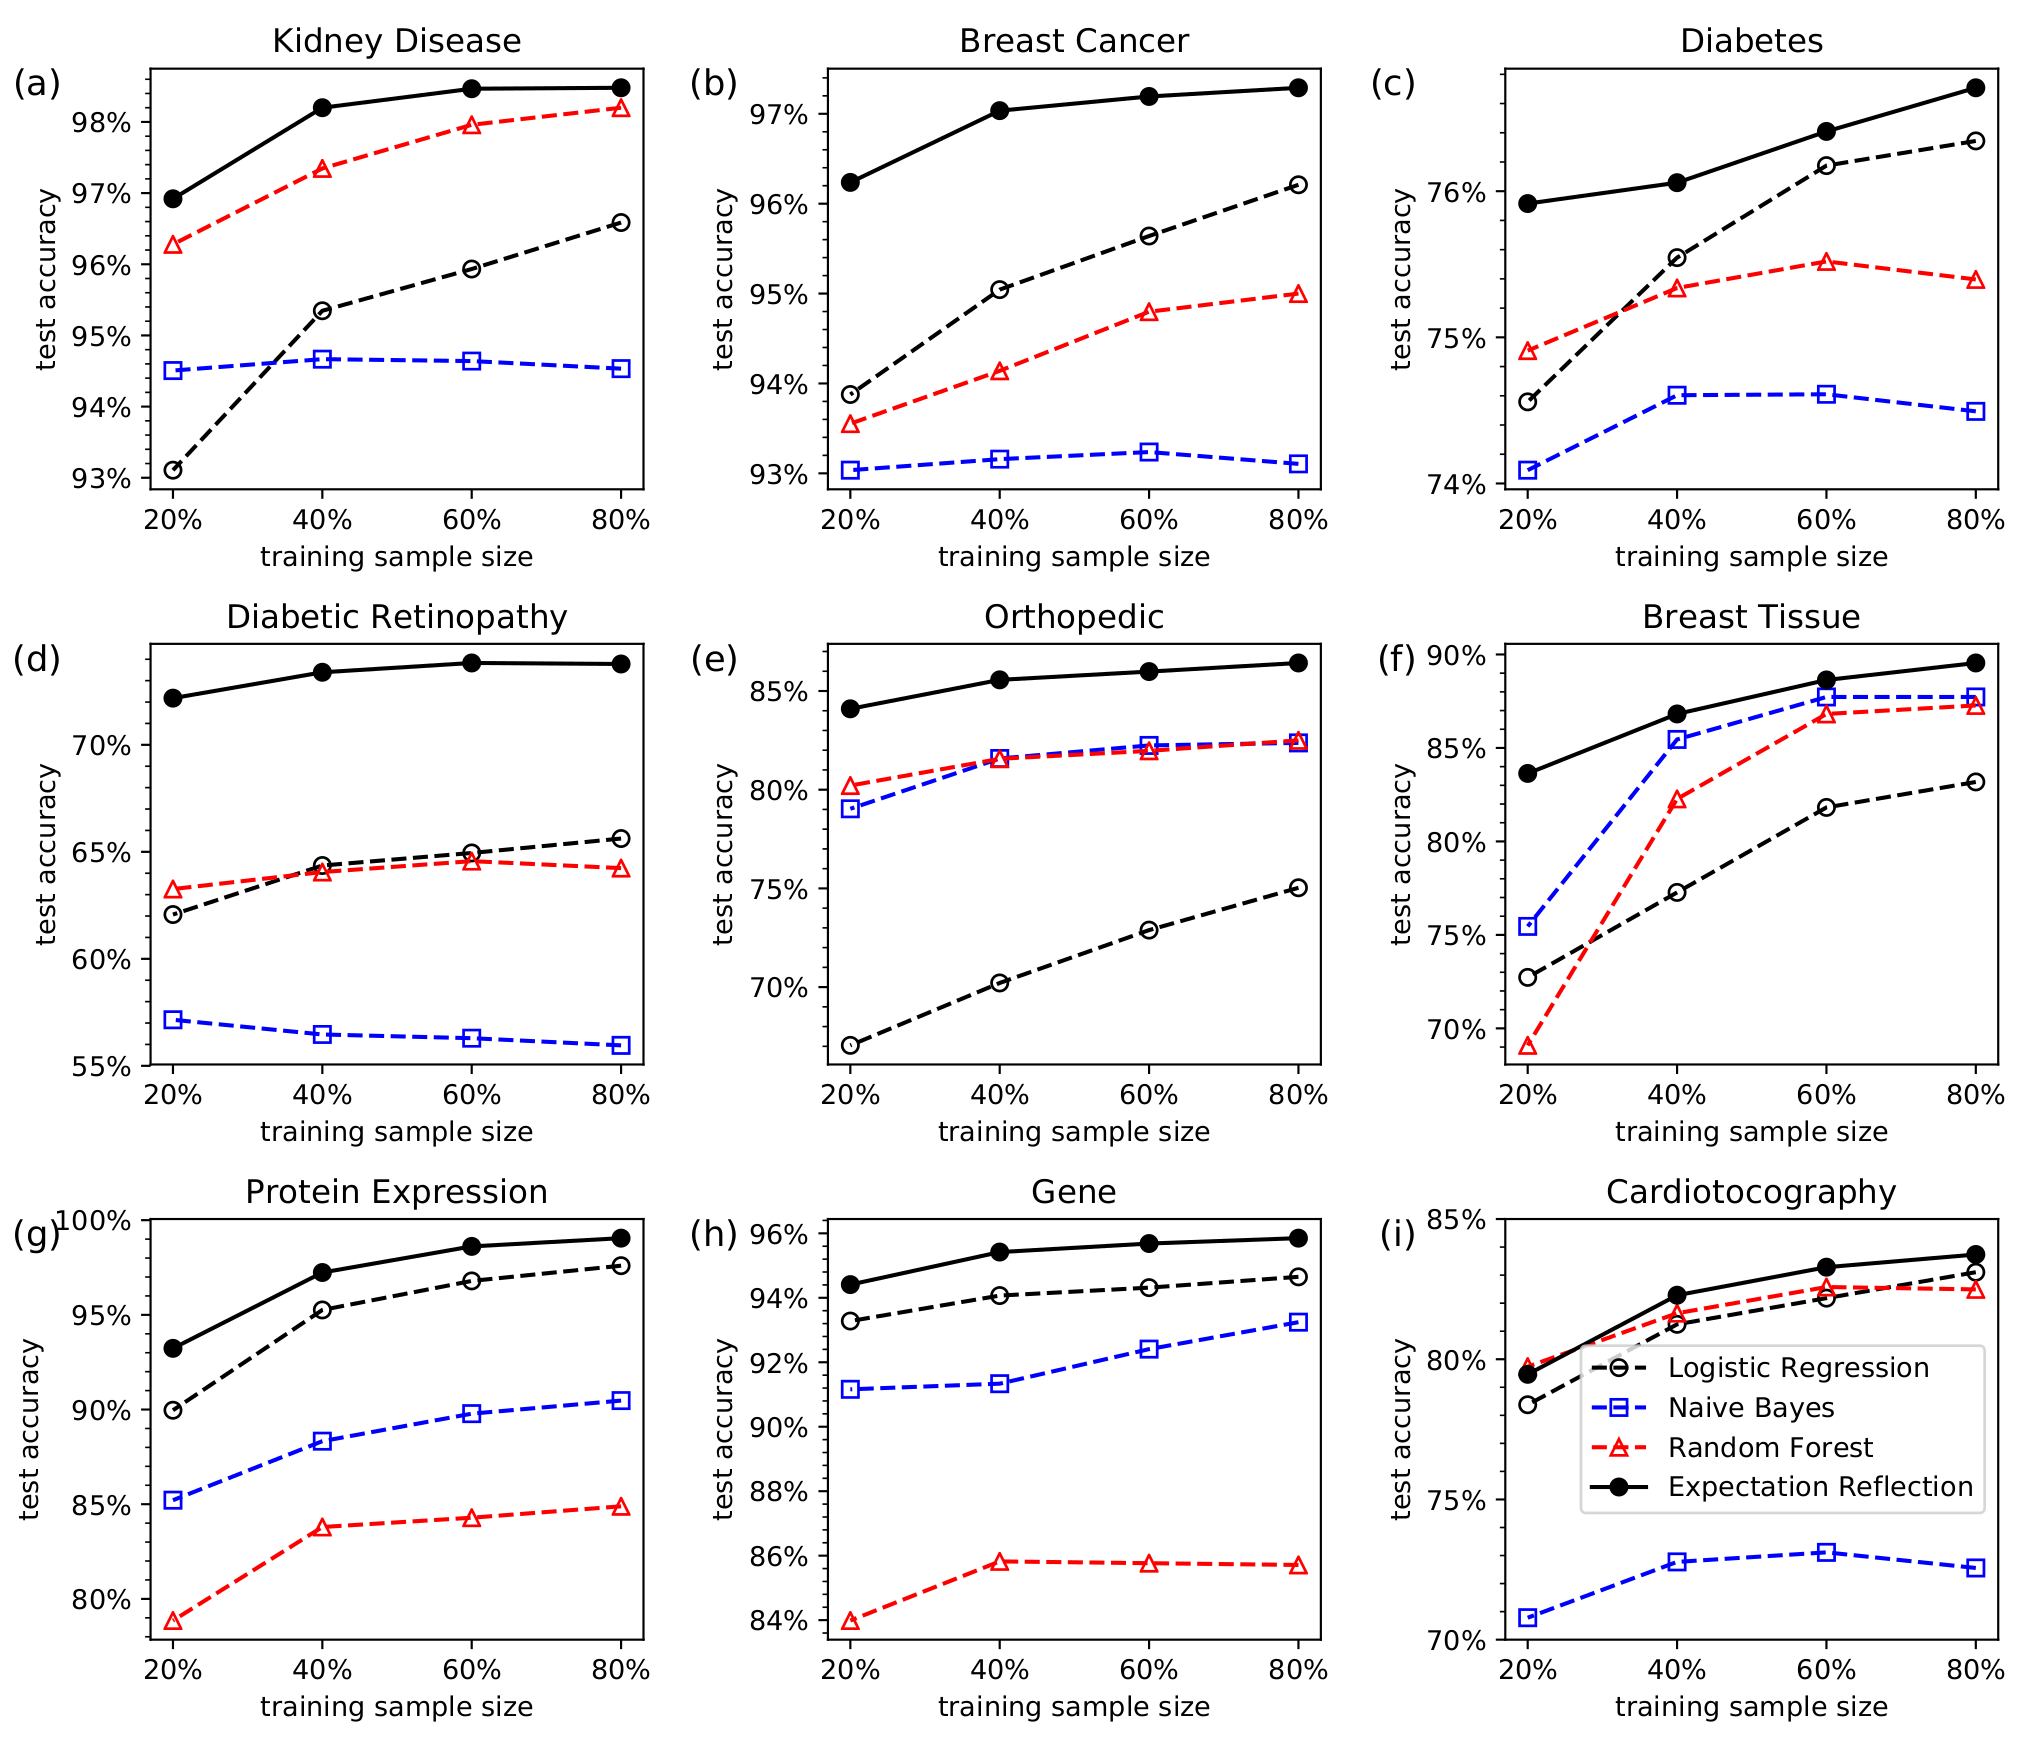 Kidney Disease
(a)
98%
97%
96%
95%
94%
93%
test accuracy
20% 40% 60% 80%
training sample size
Breast Cancer
(b)
97%
96%
95%
94%
93%
test accuracy
20% 40% 60% 80%
training sample size
Diabetes
(c)
76%
75%
74%
test accuracy
20% 40% 60% 80%
training sample size
Diabetic Retinopathy
(d)
70%
65%
60%
55%
test accuracy
20% 40% 60% 80%
training sample size
Orthopedic
(e)
85%
80%
75%
70%
test accuracy
20% 40% 60% 80%
training sample size
Breast Tissue
(f)
90%
85%
80%
75%
70%
test accuracy
20% 40% 60% 80%
training sample size
Protein Expression
(g)
100%
95%
90%
85%
80%
test accuracy
20% 40% 60% 80%
training sample size
Gene
(h)
96%
94%
92%
90%
88%
86%
84%
test accuracy
20% 40% 60% 80%
training sample size
Cardiotocography
(i)
85%
80%
75%
70%
test accuracy
Logistic Regression
Naive Bayes
Random Forest
Expectation Reflection
20% 40% 60% 80%
training sample size